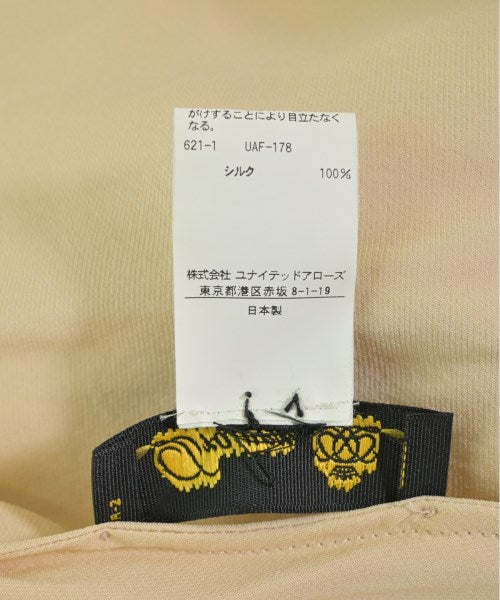 がけすることにより目立たなく
なる。
621-1 UAF-178
シルク 100%
株式会社 ユナイテッドアローズ
東京都港区赤坂 8-1-19
日本製